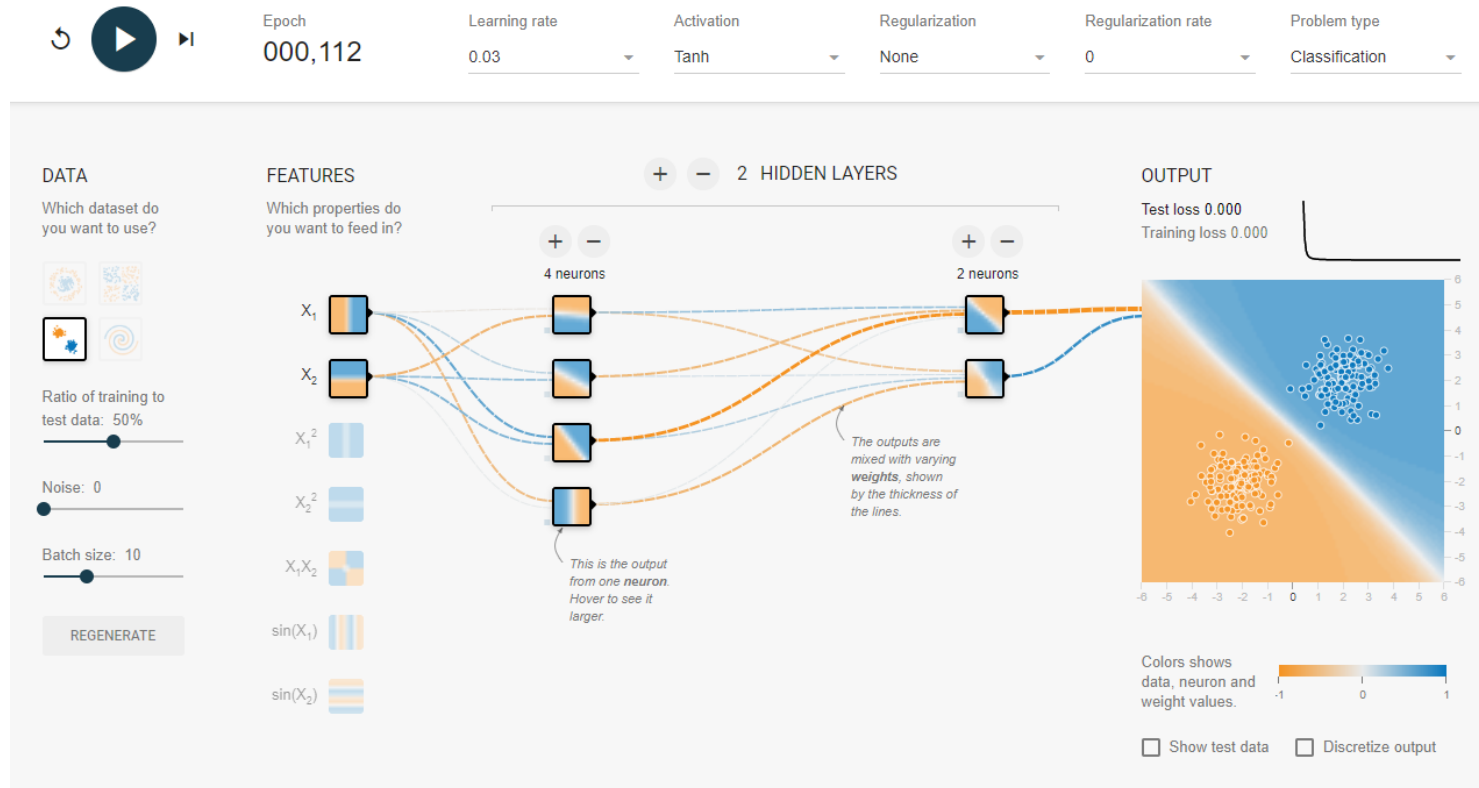 Epoch
000,112
Learning rate
0.03
Activation
Tanh
Regularization
None
Regularization rate
0
Problem type
Classification
DATA
Which dataset do
you want to use?
Ratio of training to
test data: 50%
Noise: 0
Batch size: 10
REGENERATE
FEATURES
Which properties do
you want to feed in?
X1
X2
X1²
X2²
X1X2
sin(X1)
sin(X2)
+ − 2 HIDDEN LAYERS
+ −
4 neurons
+ −
2 neurons
This is the output
from one neuron.
Hover to see it
larger.
The outputs are
mixed with varying
weights, shown
by the thickness of
the lines.
OUTPUT
Test loss 0.000
Training loss 0.000
6
5
4
3
2
1
0
-1
-2
-3
-4
-5
-6
-6 -5 -4 -3 -2 -1 0 1 2 3 4 5 6
Colors shows
data, neuron and
weight values.
-1 0 1
Show test data
Discretize output